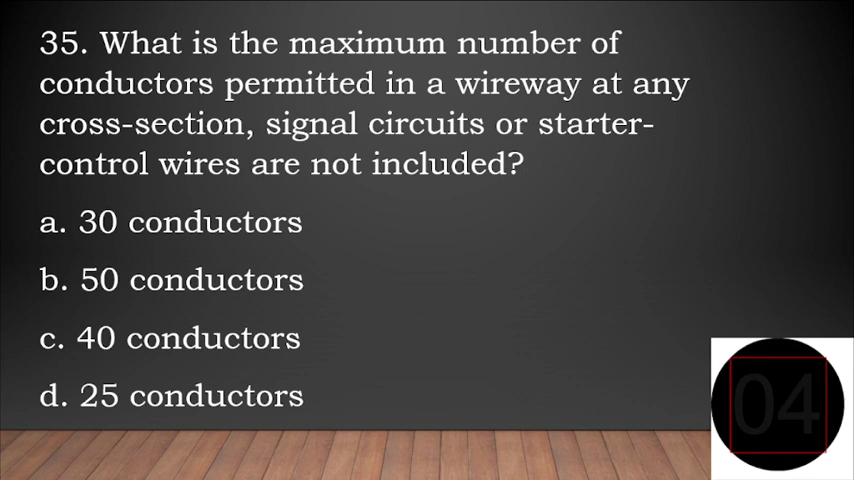 35. What is the maximum number of
conductors permitted in a wireway at any
cross-section, signal circuits or starter-
control wires are not included?
a. 30 conductors
b. 50 conductors
c. 40 conductors
d. 25 conductors
04